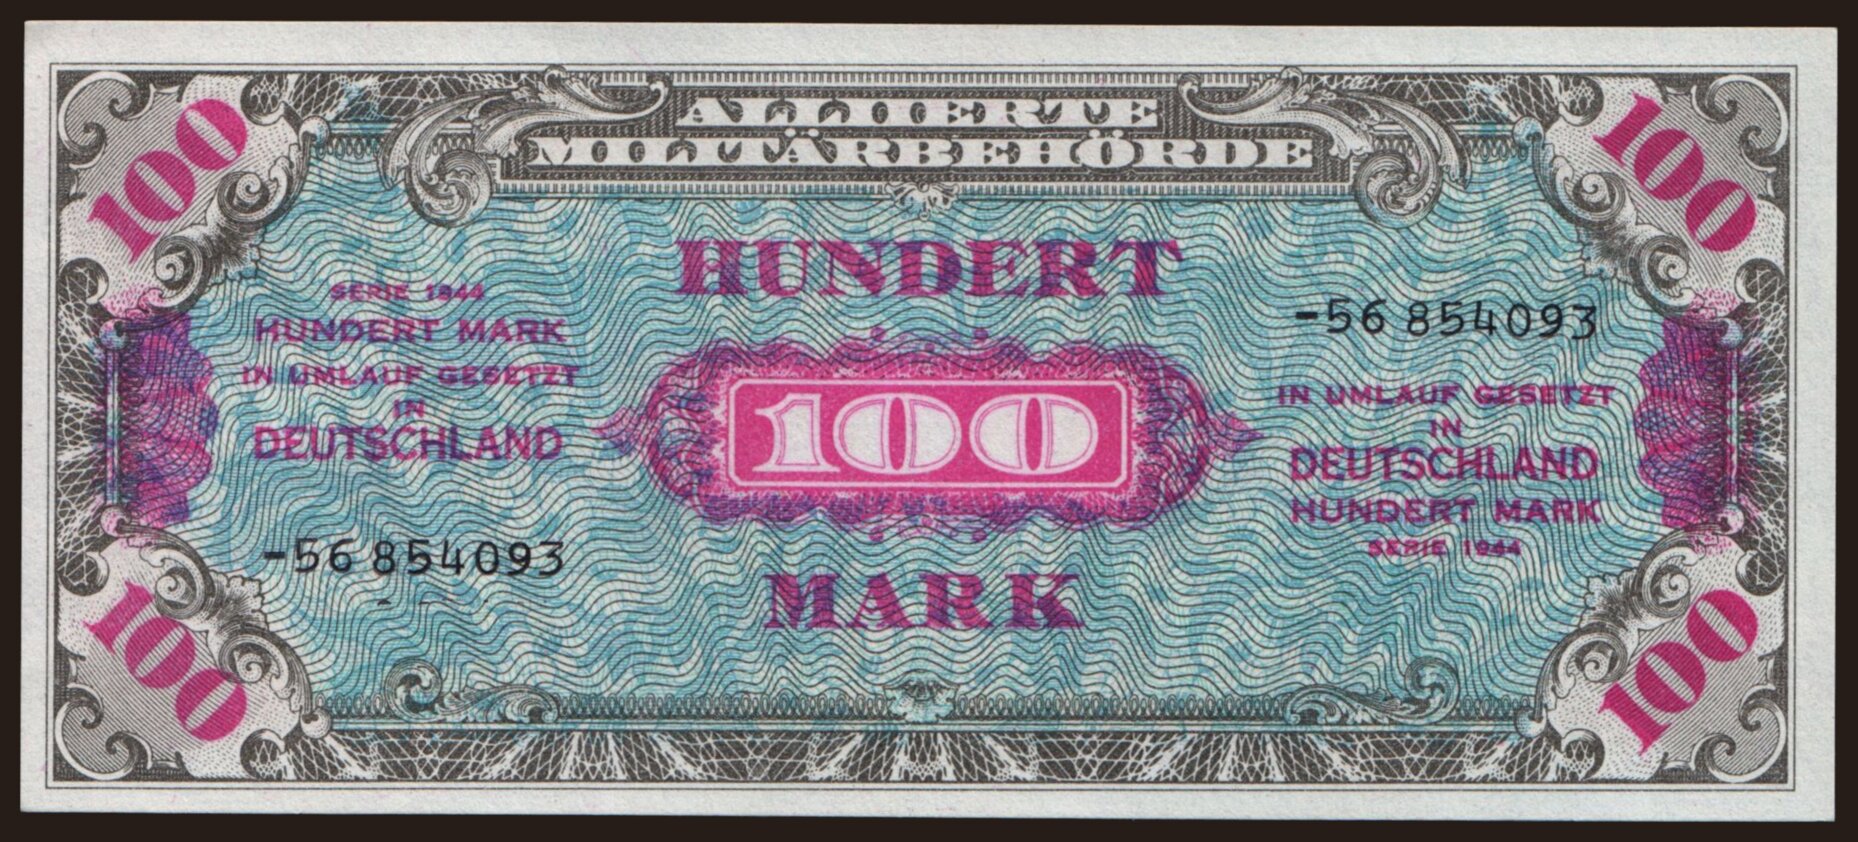 100
ALLIIERTE
MILITÄRBEHÖRDE
100
HUNDERT
SERIE 1944
HUNDERT MARK
IN UMLAUF GESETZT
IN
DEUTSCHLAND
-56 854093
100
-56 854093
IN UMLAUF GESETZT
IN
DEUTSCHLAND
HUNDERT MARK
SERIE 1944
MARK
100
100